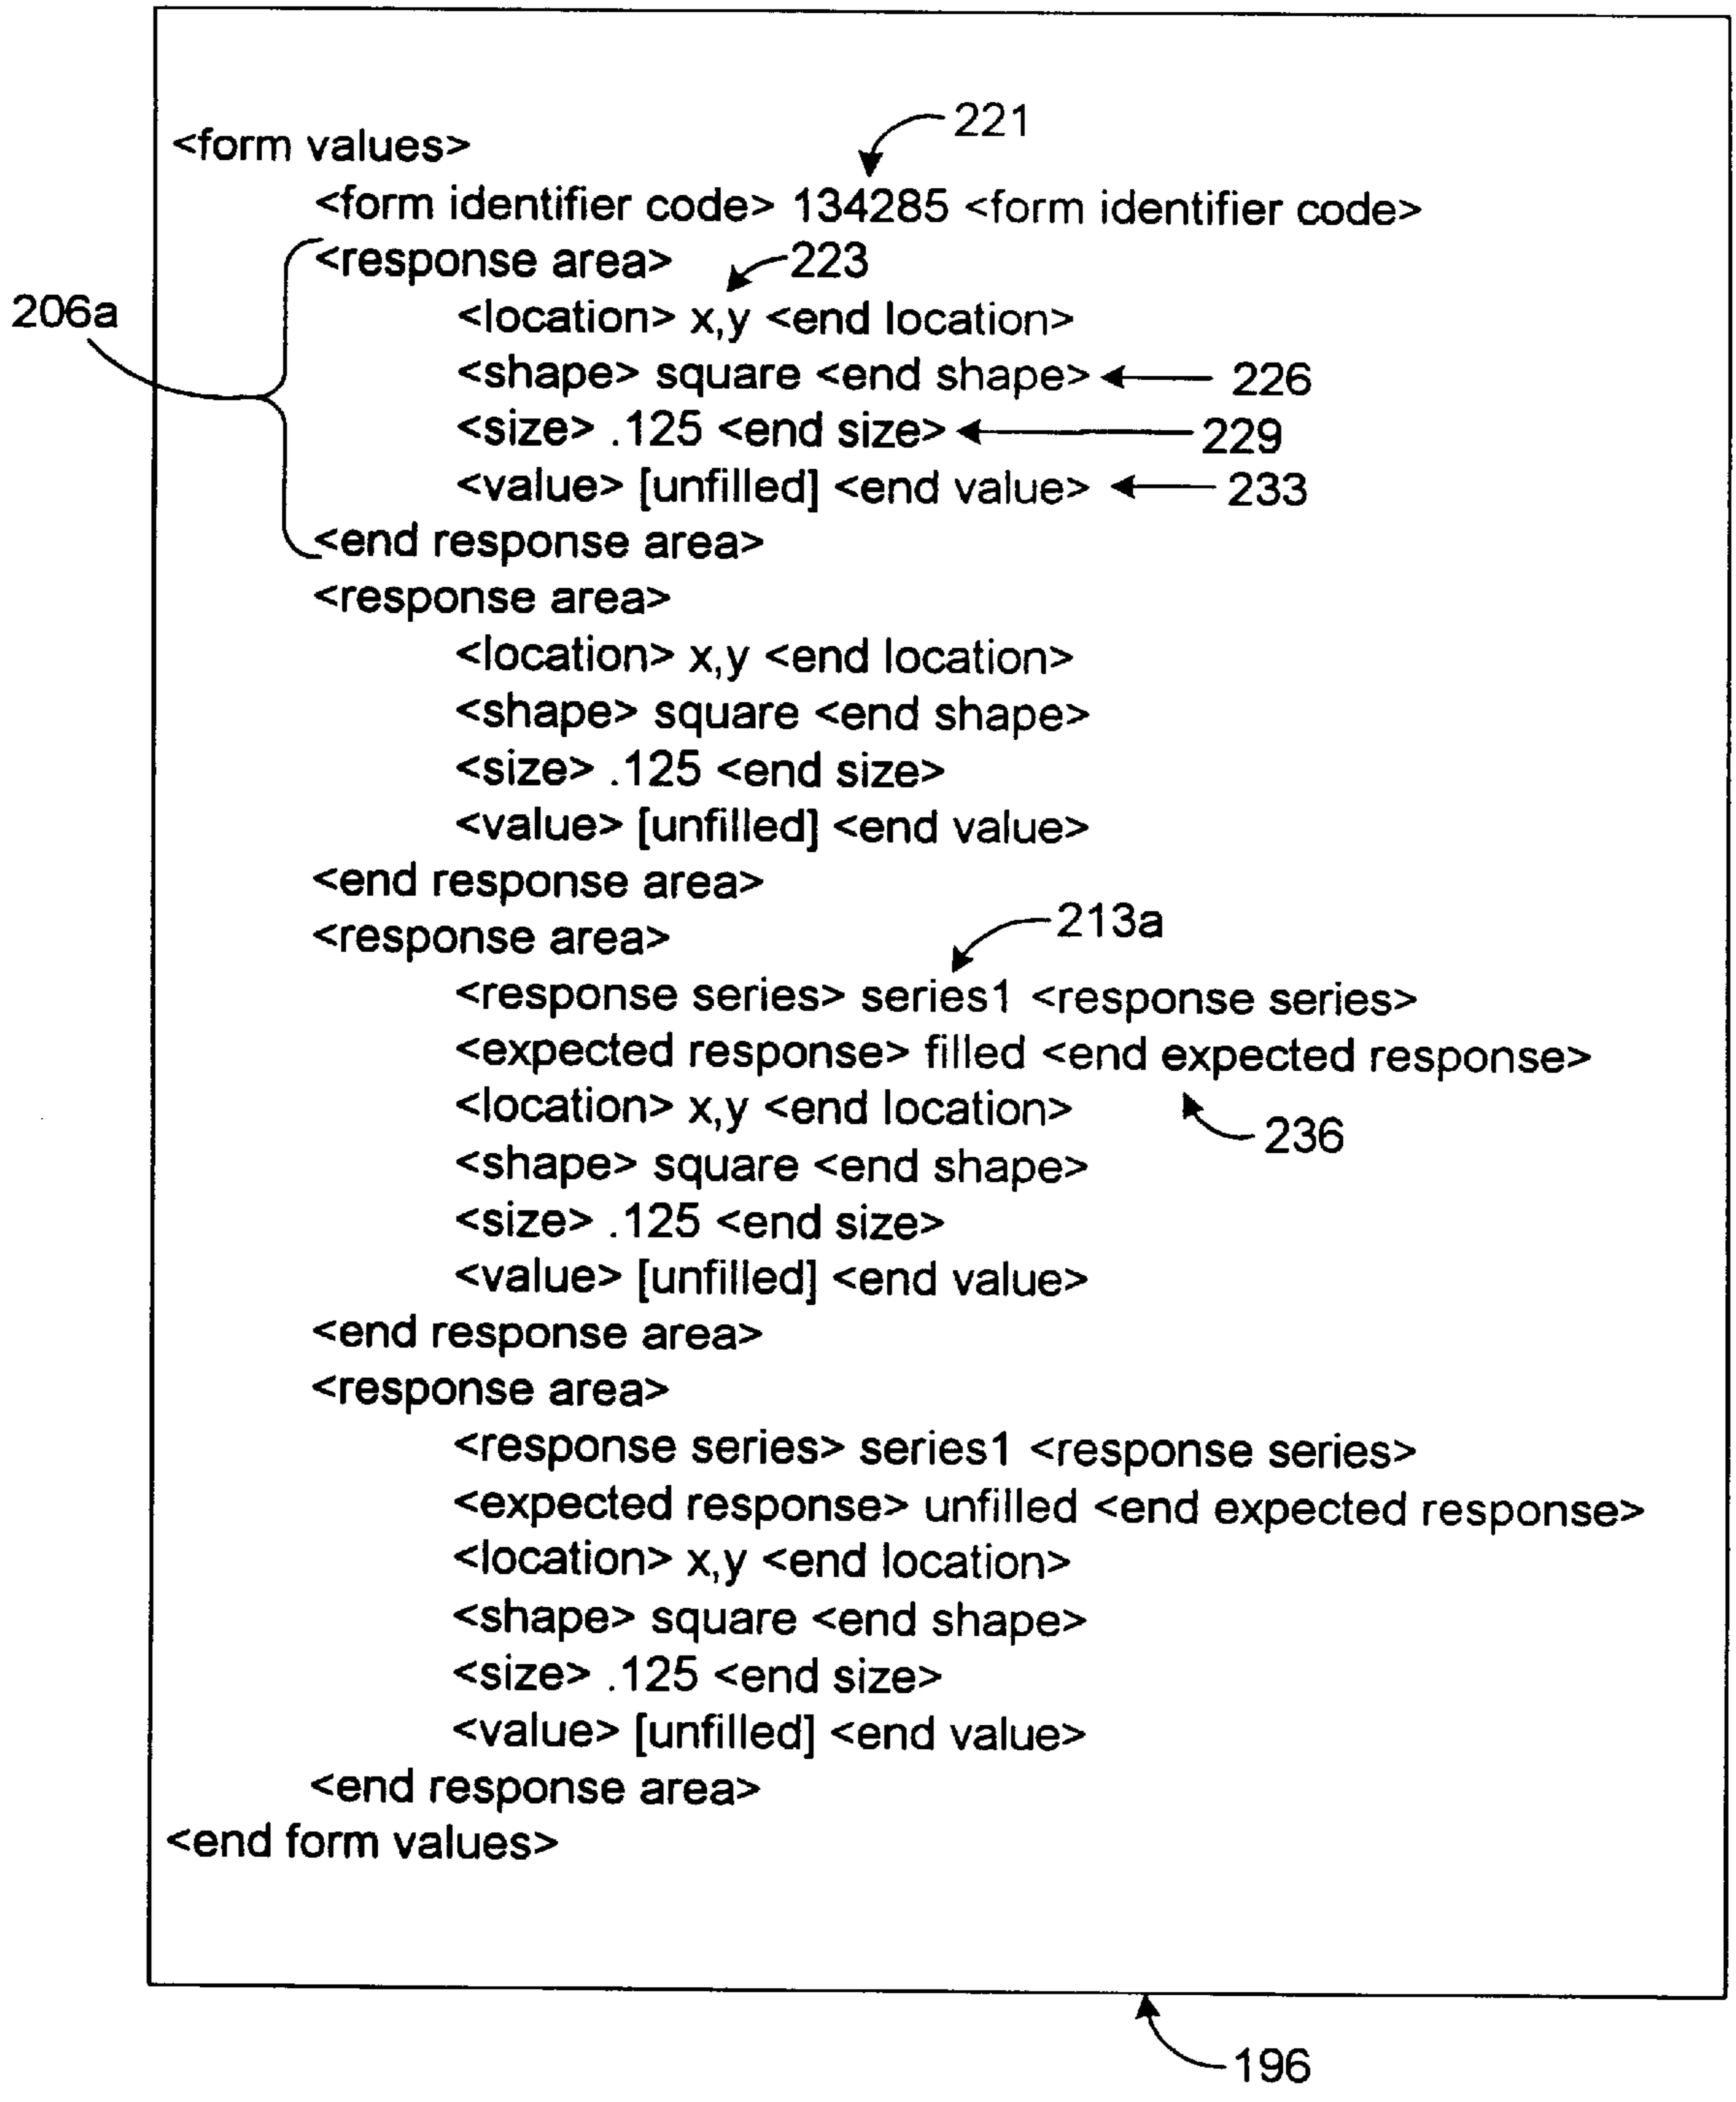 221
<form values>
<form identifier code> 134285 <form identifier code>
<response area>
223
206a
<location> x,y <end location>
<shape> square <end shape>
226
<size> .125 <end size>
229
<value> [unfilled] <end value>
233
<end response area>
<response area>
<location> x,y <end location>
<shape> square <end shape>
<size> .125 <end size>
<value> [unfilled] <end value>
<end response area>
213a
<response area>
<response series> series1 <response series>
<expected response> filled <end expected response>
<location> x,y <end location>
236
<shape> square <end shape>
<size> .125 <end size>
<value> [unfilled] <end value>
<end response area>
<response area>
<response series> series1 <response series>
<expected response> unfilled <end expected response>
<location> x,y <end location>
<shape> square <end shape>
<size> .125 <end size>
<value> [unfilled] <end value>
<end response area>
<end form values>
196